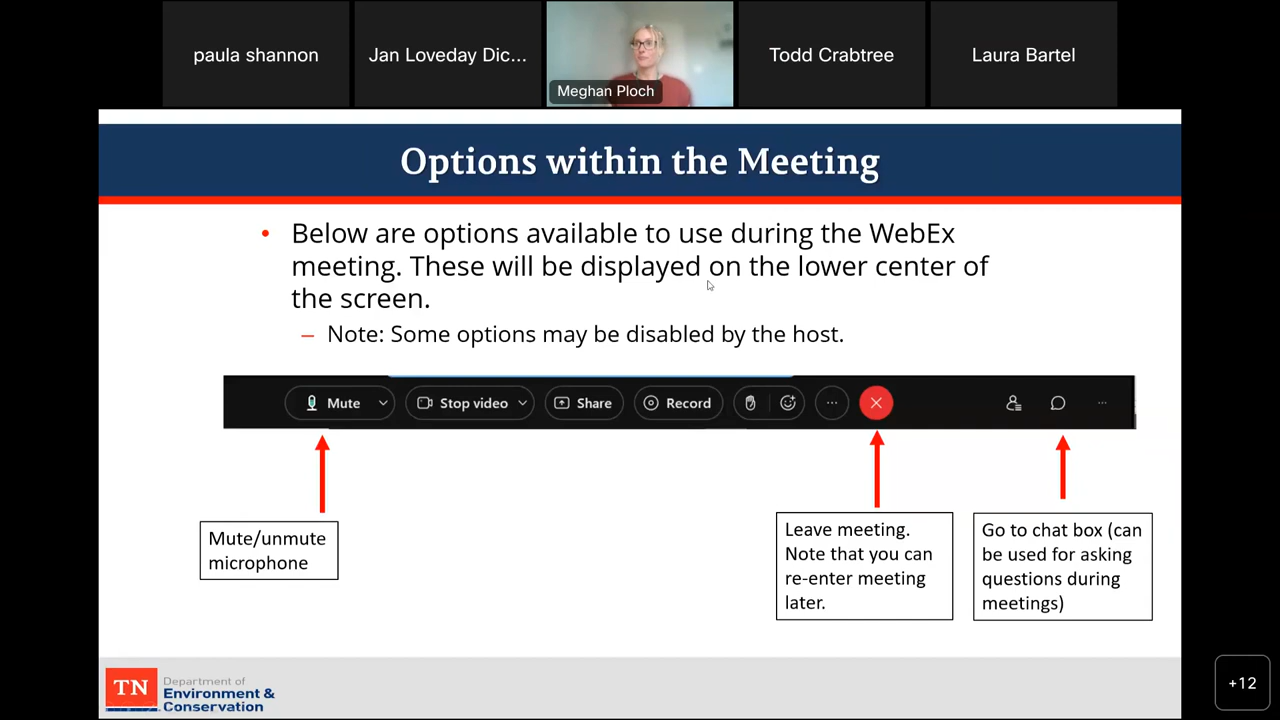 paula shannon
Jan Loveday Dic...
Meghan Ploch
Todd Crabtree
Laura Bartel
Options within the Meeting
• Below are options available to use during the WebEx
meeting. These will be displayed on the lower center of
the screen.
– Note: Some options may be disabled by the host.
Mute
Stop video
Share
Record
Mute/unmute
microphone
Leave meeting.
Note that you can
re-enter meeting
later.
Go to chat box (can
be used for asking
questions during
meetings)
TN
Department of
Environment &
Conservation
+12